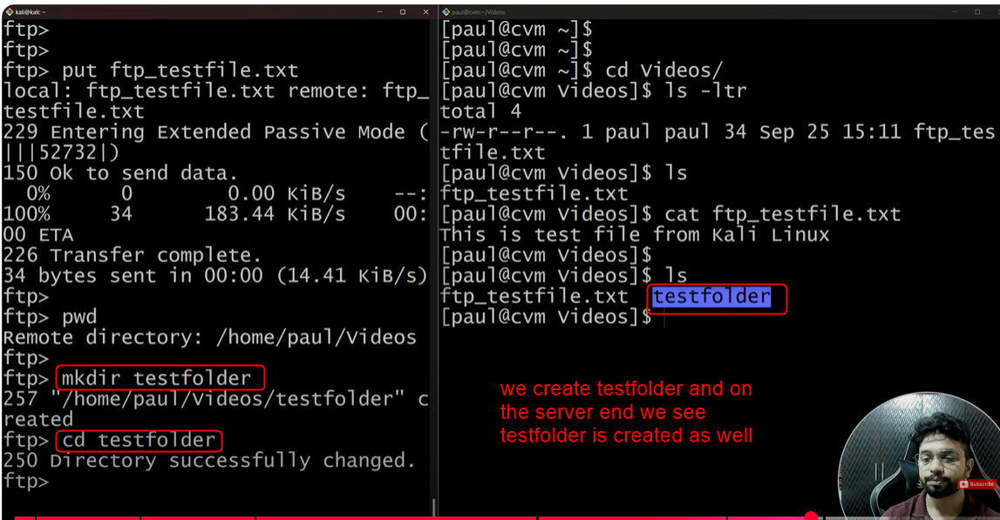 kali@kali: ~
ftp>
ftp>
ftp> put ftp_testfile.txt
local: ftp_testfile.txt remote: ftp_
testfile.txt
229 Entering Extended Passive Mode (
|||52732|)
150 Ok to send data.
0% 0 0.00 KiB/s --:
100% 34 183.44 KiB/s 00:
00 ETA
226 Transfer complete.
34 bytes sent in 00:00 (14.41 KiB/s)
ftp>
ftp> pwd
Remote directory: /home/paul/Videos
ftp>
ftp> mkdir testfolder
257 "/home/paul/Videos/testfolder" c
reated
ftp> cd testfolder
250 Directory successfully changed.
ftp>
paul@cvm:~/Videos
[paul@cvm ~]$
[paul@cvm ~]$
[paul@cvm ~]$ cd Videos/
[paul@cvm Videos]$ ls -ltr
total 4
-rw-r--r--. 1 paul paul 34 Sep 25 15:11 ftp_tes
tfile.txt
[paul@cvm Videos]$ ls
ftp_testfile.txt
[paul@cvm Videos]$ cat ftp_testfile.txt
This is test file from Kali Linux
[paul@cvm Videos]$
[paul@cvm Videos]$ ls
ftp_testfile.txt testfolder
[paul@cvm Videos]$
we create testfolder and on
the server end we see
testfolder is created as well
Subscribe